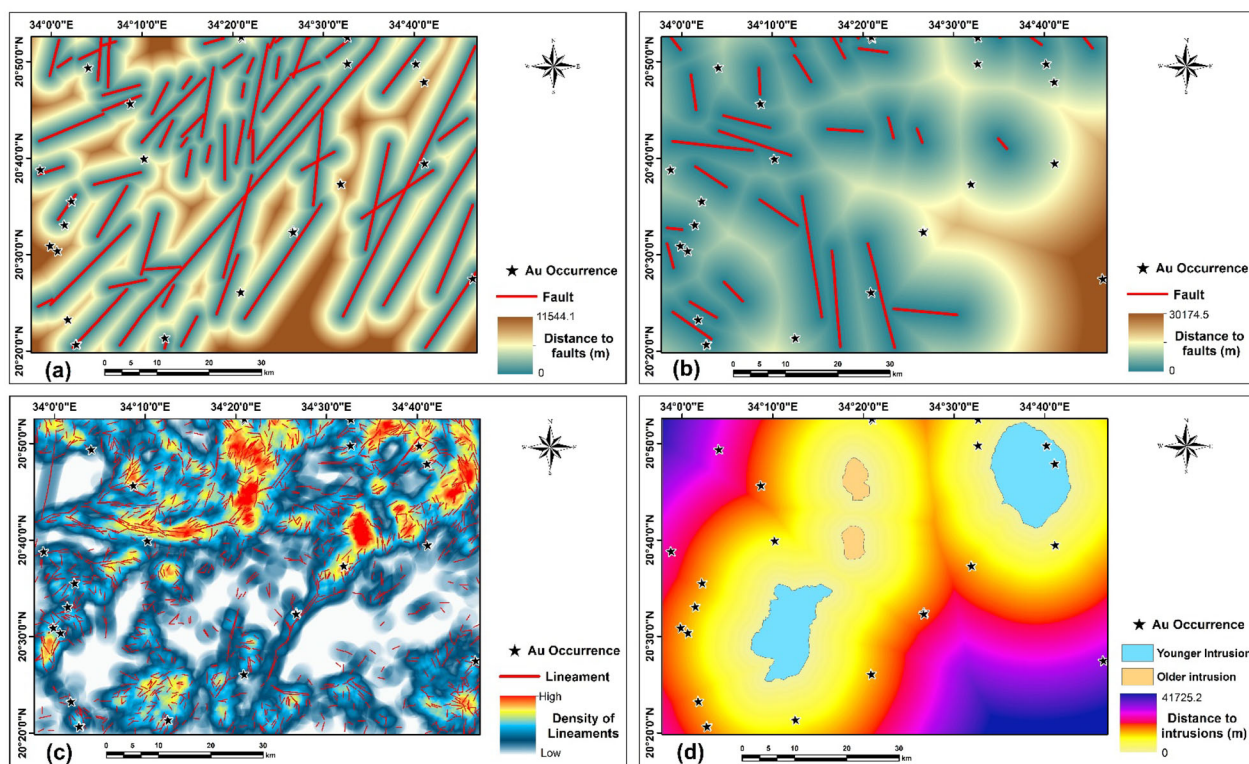 34°0'0"E 34°10'0"E 34°20'0"E 34°30'0"E 34°40'0"E
20°50'0"N
20°40'0"N
20°30'0"N
20°20'0"N
N
W E
S
Au Occurrence
Fault
11544.1
Distance to
faults (m)
0
0 5 10 20 30
km
(a)
34°0'0"E 34°10'0"E 34°20'0"E 34°30'0"E 34°40'0"E
20°50'0"N
20°40'0"N
20°30'0"N
20°20'0"N
N
W E
S
Au Occurrence
Fault
30174.5
Distance to
faults (m)
0
0 5 10 20 30
km
(b)
34°0'0"E 34°10'0"E 34°20'0"E 34°30'0"E 34°40'0"E
20°50'0"N
20°40'0"N
20°30'0"N
20°20'0"N
N
W E
S
Au Occurrence
Lineament
High
Density of
Lineaments
Low
0 5 10 20 30
km
(c)
34°0'0"E 34°10'0"E 34°20'0"E 34°30'0"E 34°40'0"E
20°50'0"N
20°40'0"N
20°30'0"N
20°20'0"N
N
W E
S
Au Occurrence
Younger Intrusion
Older intrusion
41725.2
Distance to
intrusions (m)
0
0 5 10 20 30
km
(d)